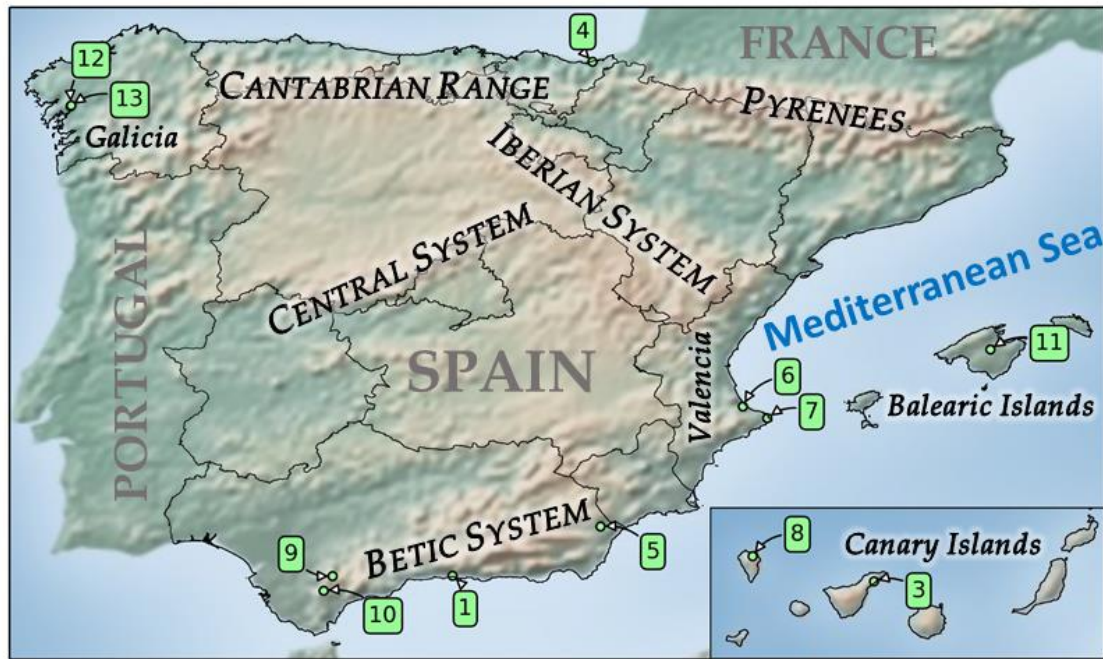 4
FRANCE
12
CANTABRIAN RANGE
PYRENEES
13
Galicia
IBERIAN SYSTEM
CENTRAL SYSTEM
Mediterranean Sea
PORTUGAL
SPAIN
Valencia
11
6
7
Balearic Islands
BETIC SYSTEM
5
8
Canary Islands
9
10
1
3